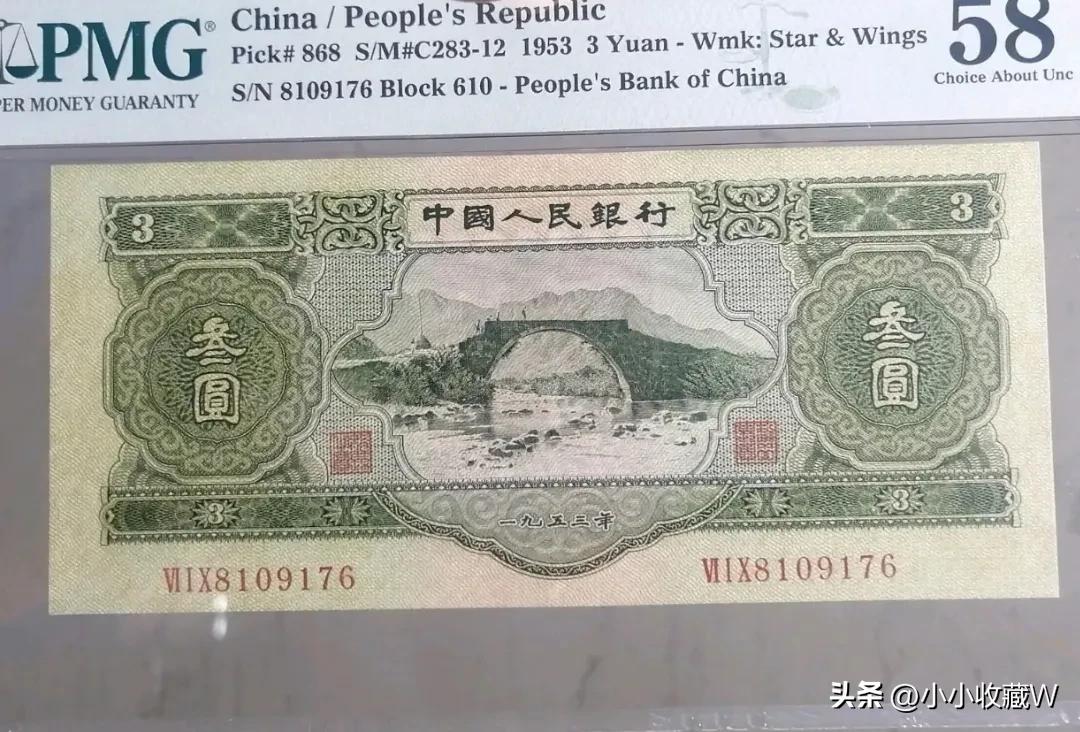 China / People's Republic
PMG®
Pick# 868 S/M#C283-12 1953 3 Yuan - Wmk: Star & Wings
58
PER MONEY GUARANTY
S/N 8109176 Block 610 - People's Bank of China
Choice About Unc
3
中國人民銀行
3
叁圓
叁圓
3
一九五三年
3
ⅦⅠⅩ8109176
ⅦⅠⅩ8109176
头条 @小小收藏W